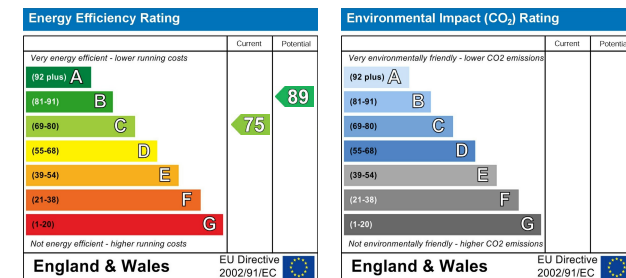 Energy Efficiency Rating
Current Potential
Very energy efficient - lower running costs
(92 plus) A
(81-91) B
89
(69-80) C
75
(55-68) D
(39-54) E
(21-38) F
(1-20) G
Not energy efficient - higher running costs
England & Wales
EU Directive
2002/91/EC
Environmental Impact (CO₂) Rating
Current Potential
Very environmentally friendly - lower CO2 emissions
(92 plus) A
(81-91) B
(69-80) C
(55-68) D
(39-54) E
(21-38) F
(1-20) G
Not environmentally friendly - higher CO2 emissions
England & Wales
EU Directive
2002/91/EC